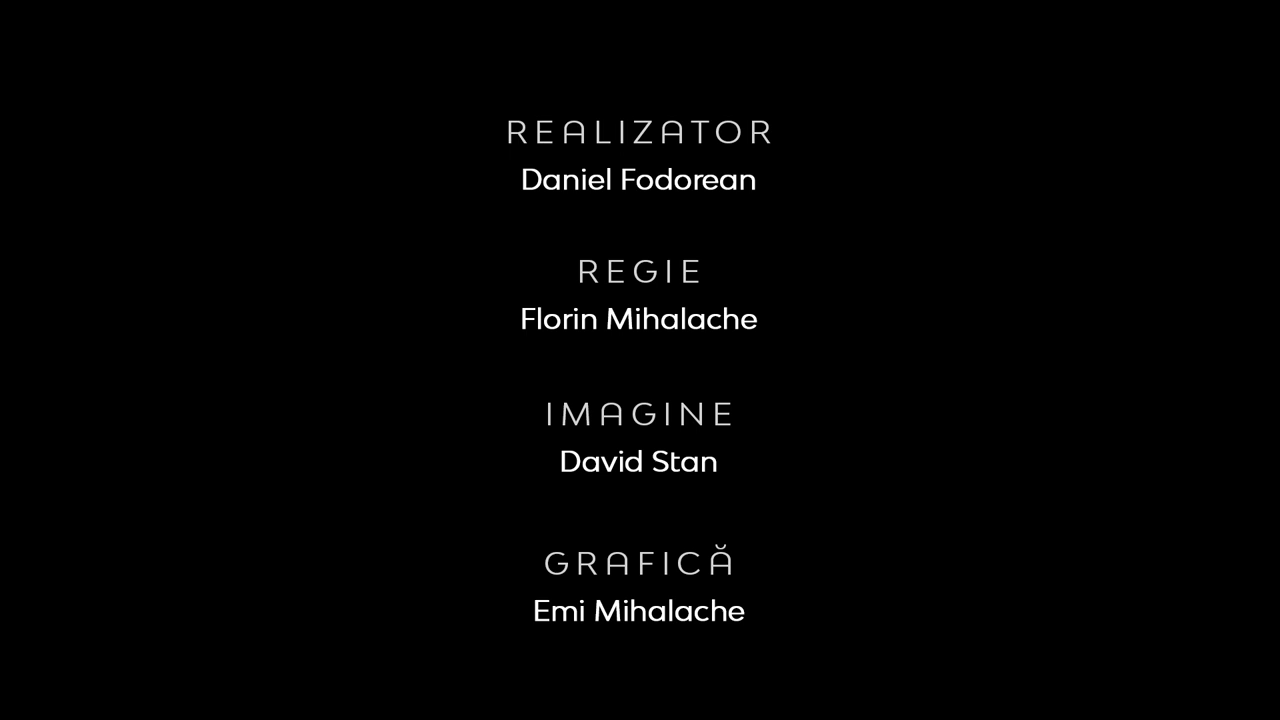 REALIZATOR
Daniel Fodorean
REGIE
Florin Mihalache
IMAGINE
David Stan
GRAFICĂ
Emi Mihalache